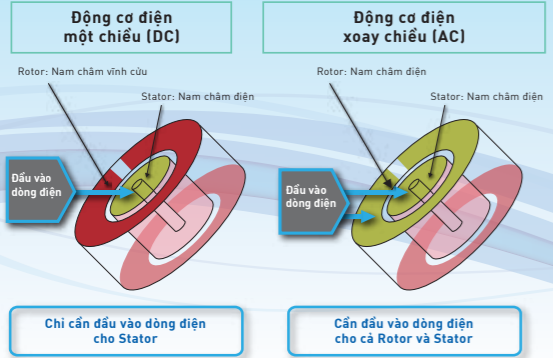 Động cơ điện
một chiều (DC)
Rotor: Nam châm vĩnh cửu
Stator: Nam châm điện
Đầu vào
dòng điện
Chỉ cần đầu vào dòng điện
cho Stator
Động cơ điện
xoay chiều (AC)
Rotor: Nam châm điện
Stator: Nam châm điện
Đầu vào
dòng điện
Cần đầu vào dòng điện
cho cả Rotor và Stator